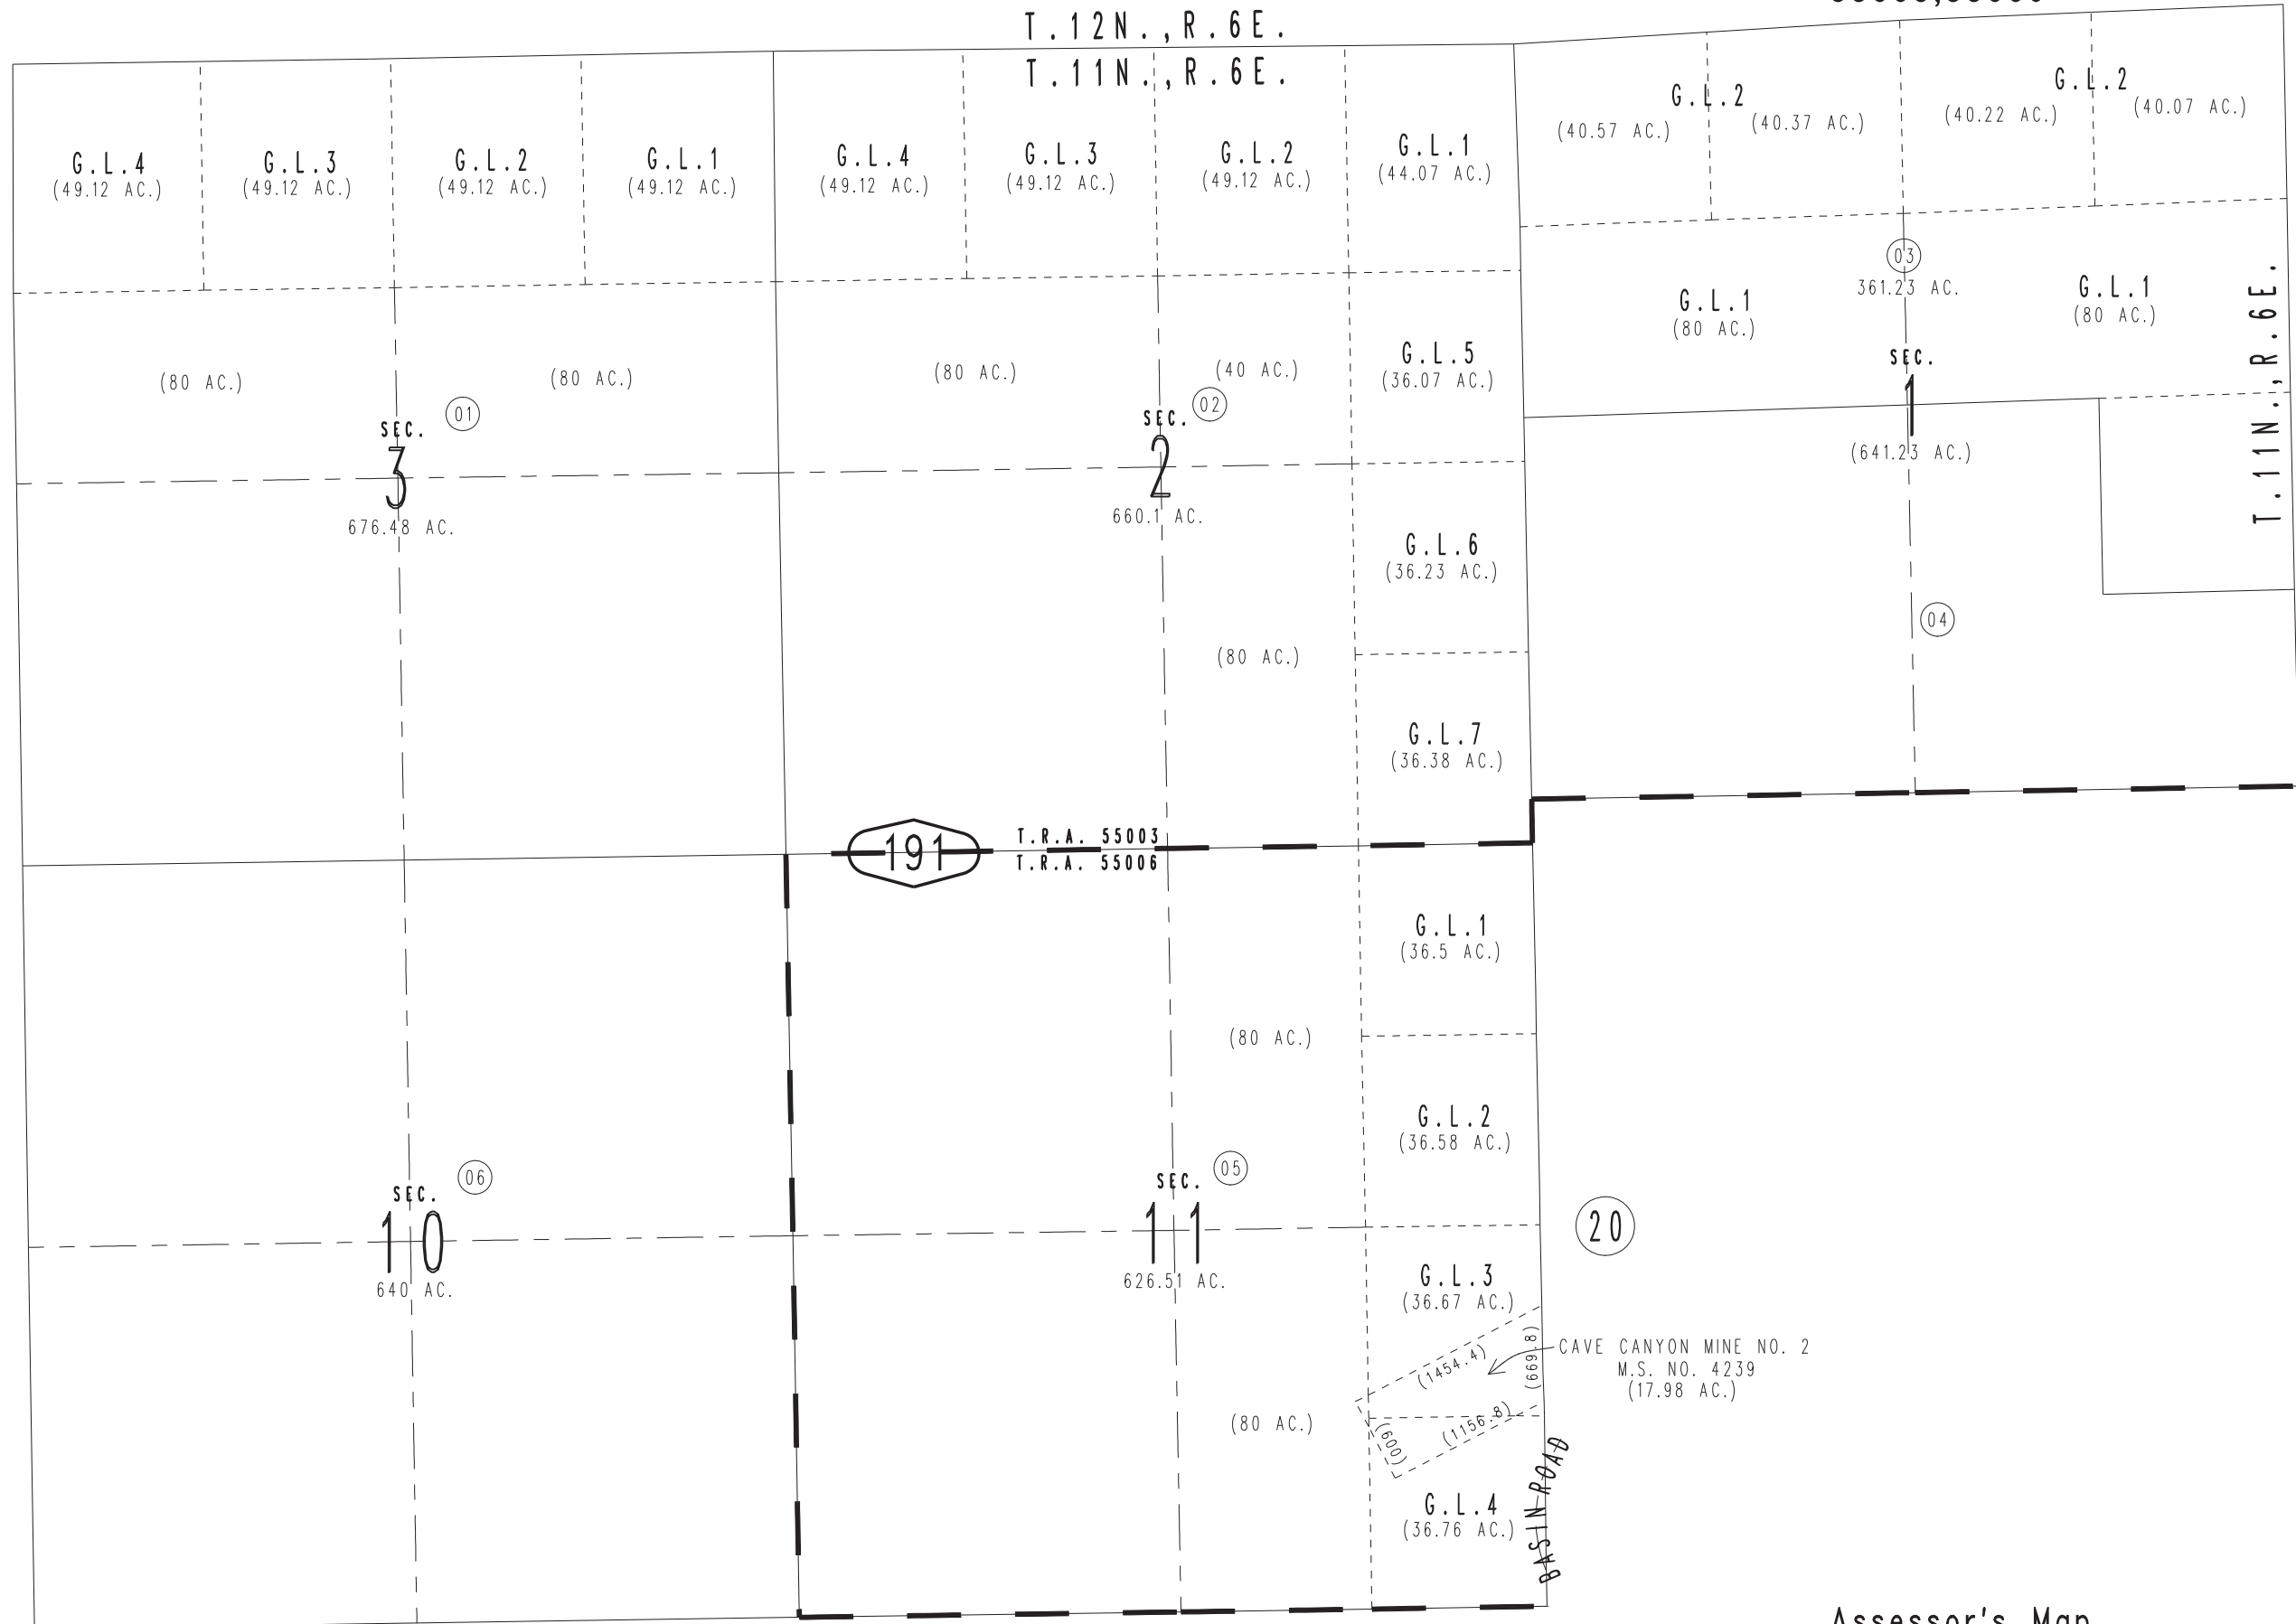 T.12N.,R.6E.
T.11N.,R.6E.
G.L.4
(49.12 AC.)
G.L.3
(49.12 AC.)
G.L.2
(49.12 AC.)
G.L.1
(49.12 AC.)
G.L.4
(49.12 AC.)
G.L.3
(49.12 AC.)
G.L.2
(49.12 AC.)
G.L.1
(44.07 AC.)
G.L.2
(40.57 AC.)
(40.37 AC.)
G.L.2
(40.22 AC.)
(40.07 AC.)
03
361.23 AC.
G.L.1
(80 AC.)
G.L.1
(80 AC.)
T.11N.,R.6E.
SEC.
1
(641.23 AC.)
(80 AC.)
(80 AC.)
01
SEC.
3
676.48 AC.
(80 AC.)
(40 AC.)
02
SEC.
2
660.1 AC.
G.L.5
(36.07 AC.)
G.L.6
(36.23 AC.)
04
(80 AC.)
G.L.7
(36.38 AC.)
191
T.R.A. 55003
T.R.A. 55006
G.L.1
(36.5 AC.)
(80 AC.)
G.L.2
(36.58 AC.)
06
SEC.
10
640 AC.
05
SEC.
11
626.51 AC.
20
G.L.3
(36.67 AC.)
(1454.4)
(669.8)
CAVE CANYON MINE NO. 2
M.S. NO. 4239
(17.98 AC.)
(80 AC.)
(600)
(1156.8)
BASIN ROAD
G.L.4
(36.76 AC.)
Assessor's Map